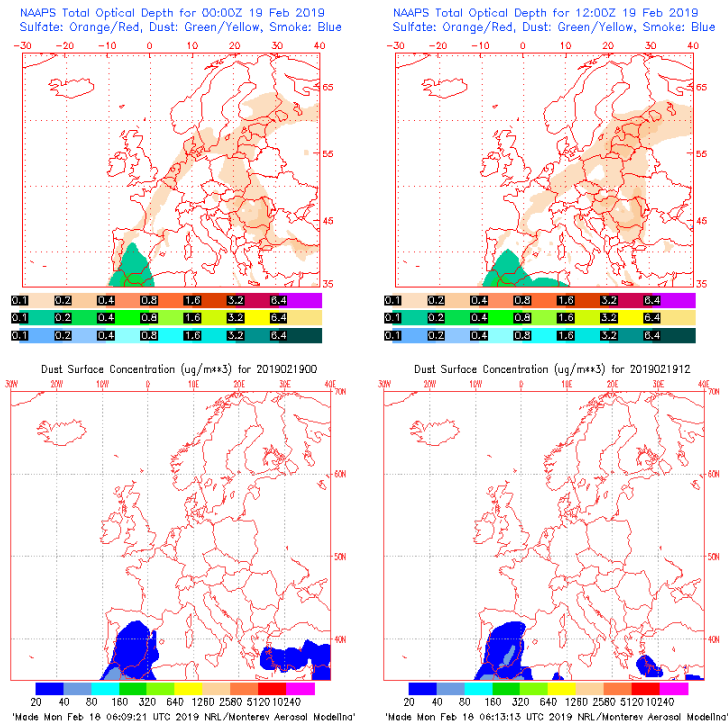 NAAPS Total Optical Depth for 00:00Z 19 Feb 2019
Sulfate: Orange/Red, Dust: Green/Yellow, Smoke: Blue
-30 -20 -10 0 10 20 30 40
65
55
45
35
0.1 0.2 0.4 0.8 1.6 3.2 6.4
0.1 0.2 0.4 0.8 1.6 3.2 6.4
0.1 0.2 0.4 0.8 1.6 3.2 6.4
NAAPS Total Optical Depth for 12:00Z 19 Feb 2019
Sulfate: Orange/Red, Dust: Green/Yellow, Smoke: Blue
-30 -20 -10 0 10 20 30 40
65
55
45
35
0.1 0.2 0.4 0.8 1.6 3.2 6.4
0.1 0.2 0.4 0.8 1.6 3.2 6.4
0.1 0.2 0.4 0.8 1.6 3.2 6.4
Dust Surface Concentration (ug/m**3) for 2019021900
30W 20W 10W 0 10E 20E 30E 40E
70N
60N
50N
40N
20 40 80 160 320 640 1280 2560 5120 10240
'Made Mon Feb 18 06:09:21 UTC 2019 NRL/Monterey Aerosol Modeling'
Dust Surface Concentration (ug/m**3) for 2019021912
30W 20W 10W 0 10E 20E 30E 40E
70N
60N
50N
40N
20 40 80 160 320 640 1280 2560 5120 10240
'Made Mon Feb 18 06:13:13 UTC 2019 NRL/Monterey Aerosol Modeling'